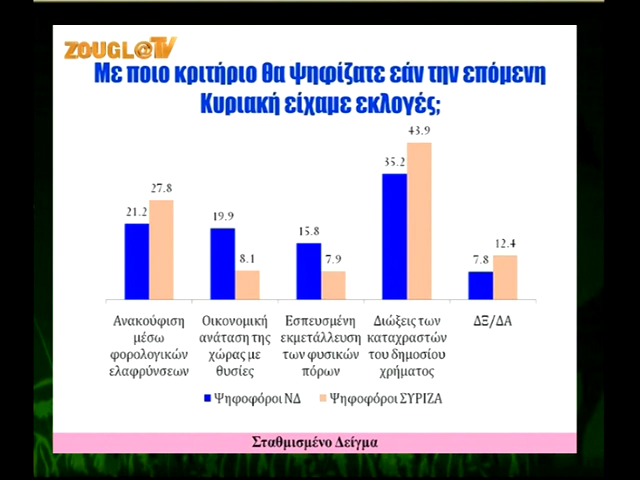 ZOUGL@TV
Με ποιο κριτήριο θα ψηφίζατε εάν την επόμενη
Κυριακή είχαμε εκλογές;
43.9
35.2
27.8
21.2
19.9
15.8
12.4
8.1
7.9
7.8
Ανακούφιση
μέσω
φορολογικών
ελαφρύνσεων
Οικονομική
ανάταση της
χώρας με
θυσίες
Εσπευσμένη
εκμετάλλευση
των φυσικών
πόρων
Διώξεις των
καταχραστών
του δημοσίου
χρήματος
ΔΞ/ΔΑ
Ψηφοφόροι ΝΔ
Ψηφοφόροι ΣΥΡΙΖΑ
Σταθμισμένο Δείγμα